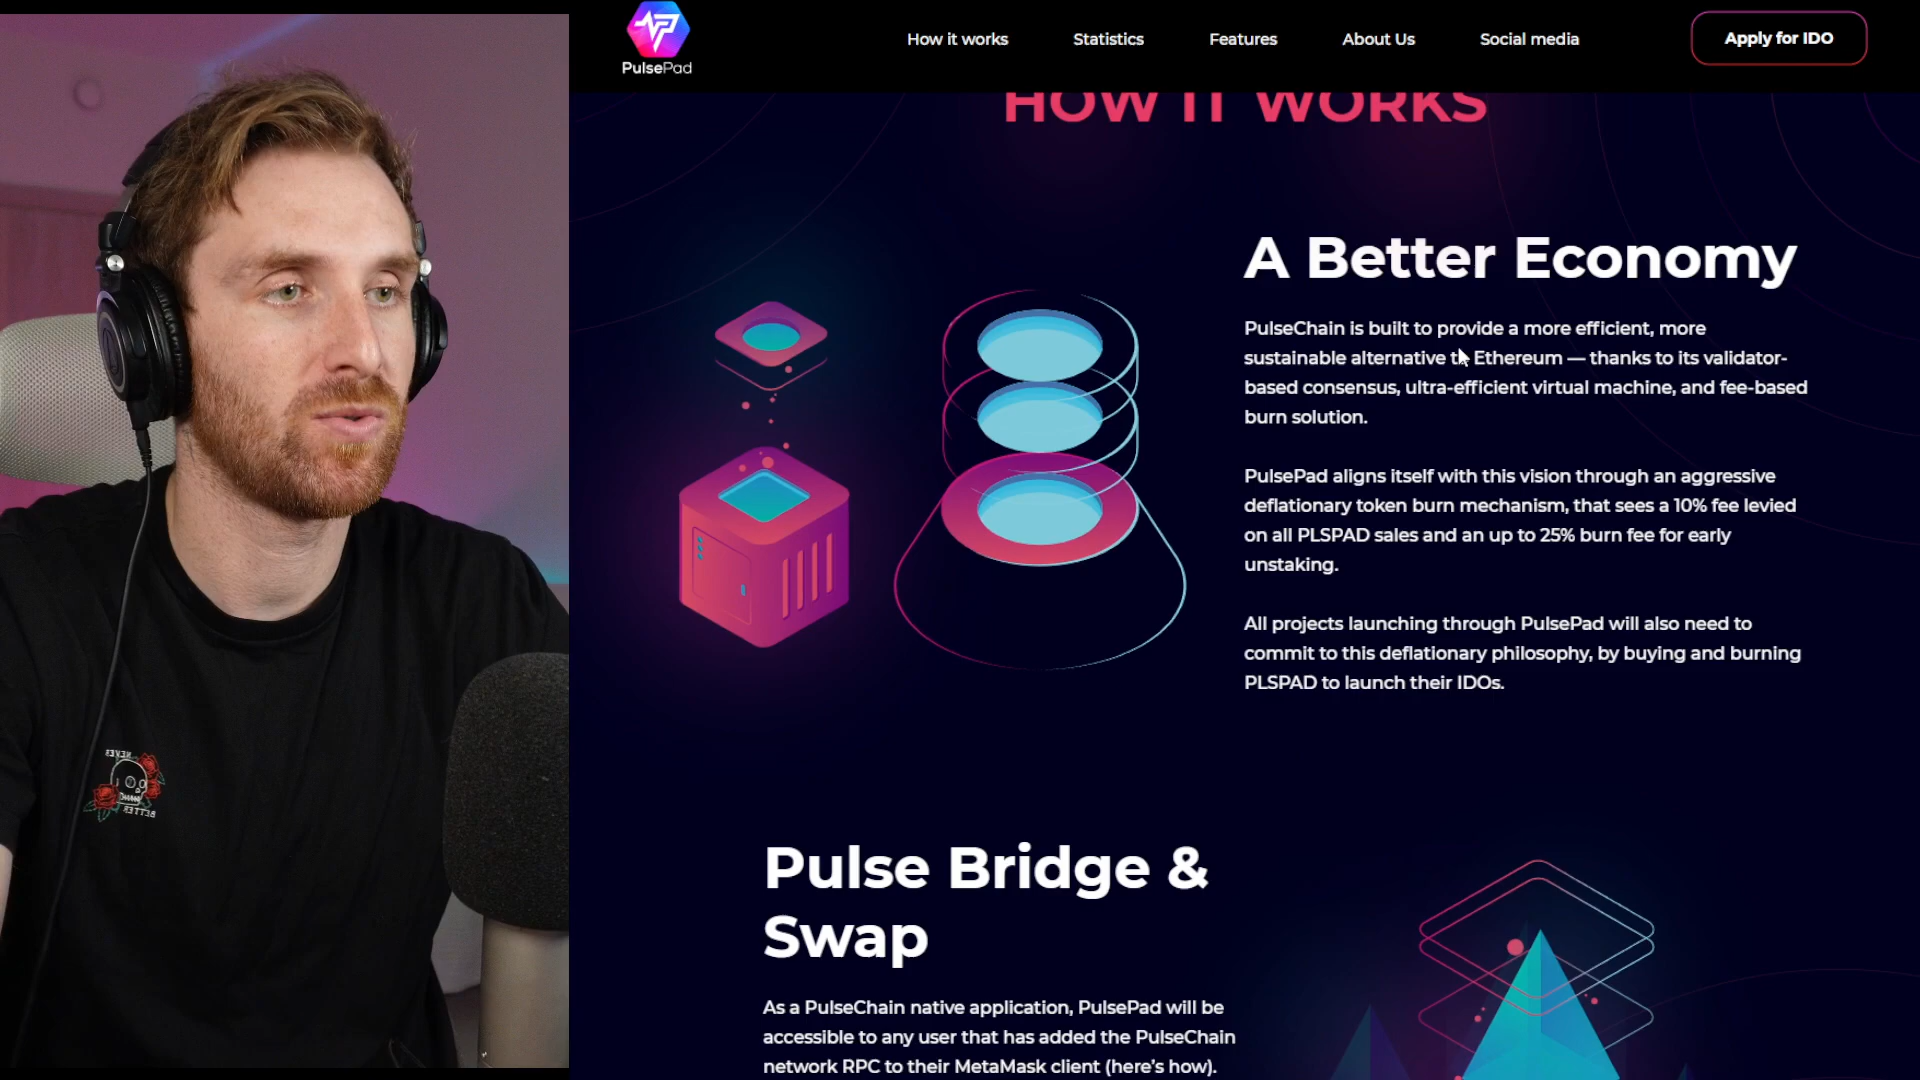 PulsePad
How it works
Statistics
Features
About Us
Social media
Apply for IDO
HOW IT WORKS
A Better Economy
PulseChain is built to provide a more efficient, more
sustainable alternative to Ethereum — thanks to its validator-
based consensus, ultra-efficient virtual machine, and fee-based
burn solution.
PulsePad aligns itself with this vision through an aggressive
deflationary token burn mechanism, that sees a 10% fee levied
on all PLSPAD sales and an up to 25% burn fee for early
unstaking.
All projects launching through PulsePad will also need to
commit to this deflationary philosophy, by buying and burning
PLSPAD to launch their IDOs.
Pulse Bridge &
Swap
As a PulseChain native application, PulsePad will be
accessible to any user that has added the PulseChain
network RPC to their MetaMask client (here's how).
NEVER
BETTER